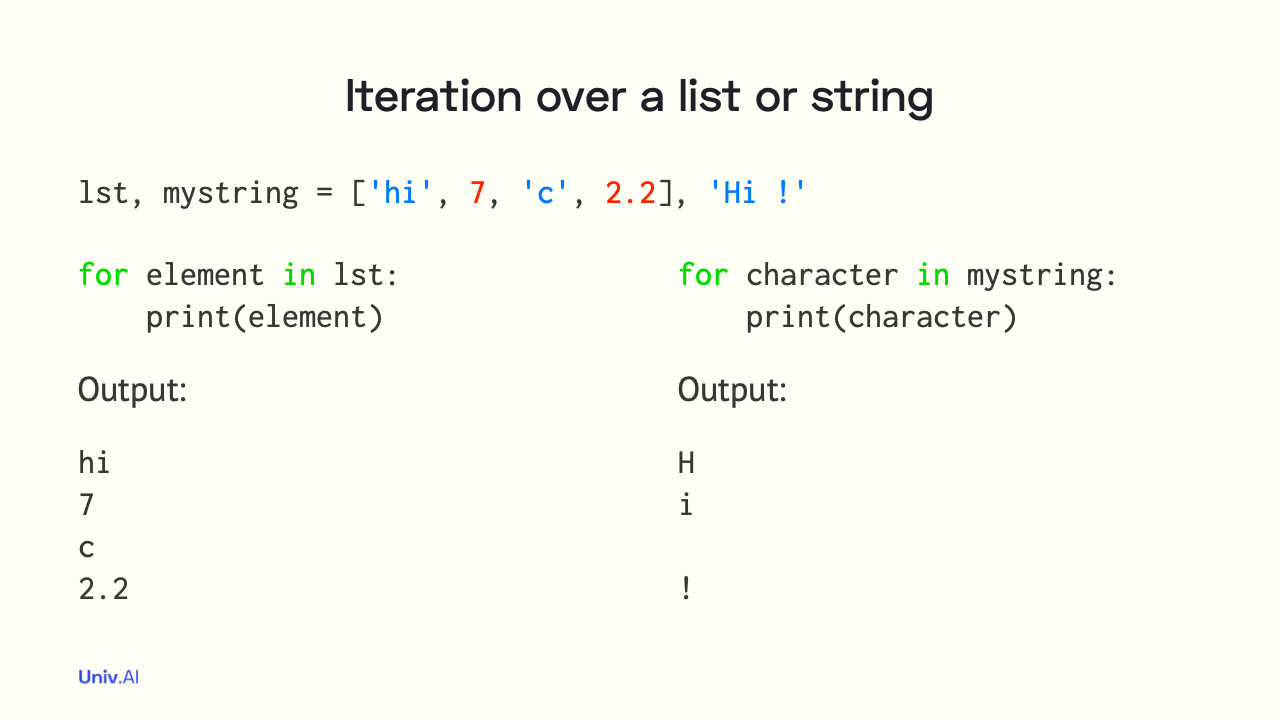 Iteration over a list or string
lst, mystring = ['hi', 7, 'c', 2.2], 'Hi !'
for element in lst:
    print(element)
Output:
hi
7
c
2.2
for character in mystring:
    print(character)
Output:
H
i

!
Univ.AI